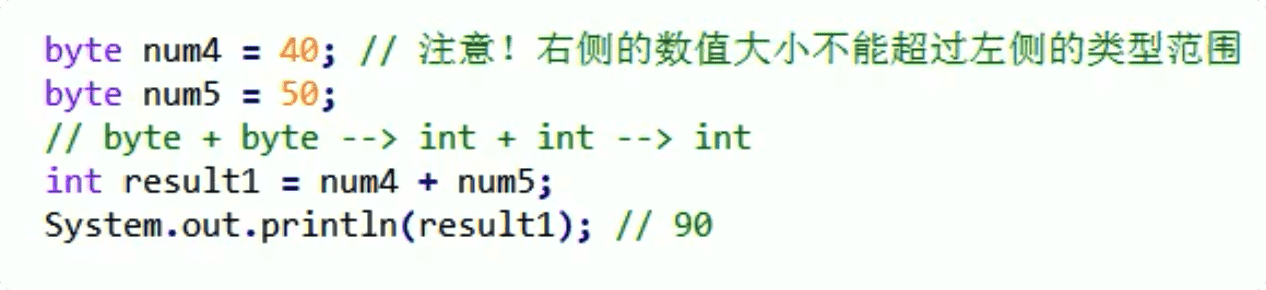 byte num4 = 40; // 注意！右侧的数值大小不能超过左侧的类型范围
byte num5 = 50;
// byte + byte --> int + int --> int
int result1 = num4 + num5;
System.out.println(result1); // 90